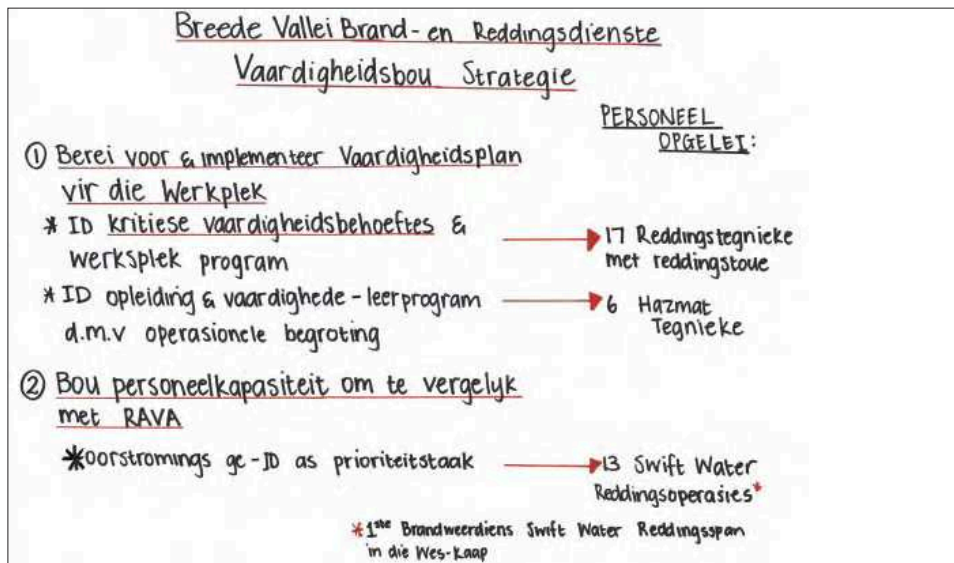 Breede Vallei Brand- en Reddingsdienste
Vaardigheidsbou Strategie
PERSONEEL
OPGELEI:
① Berei voor & implementeer Vaardigheidsplan
vir die Werkplek
* ID kritiese vaardigheidsbehoeftes &
werksplek program
17 Reddingstegnieke
met reddingstoue
* ID opleiding & vaardighede-leerprogram
d.m.v operasionele begroting
6 Hazmat
Tegnieke
② Bou personeelkapasiteit om te vergelyk
met RAVA
*oorstromings ge-ID as prioriteitstaak
13 Swift Water
Reddingsoperasies*
*1ste Brandweerdiens Swift Water Reddingsspan
in die Wes-Kaap